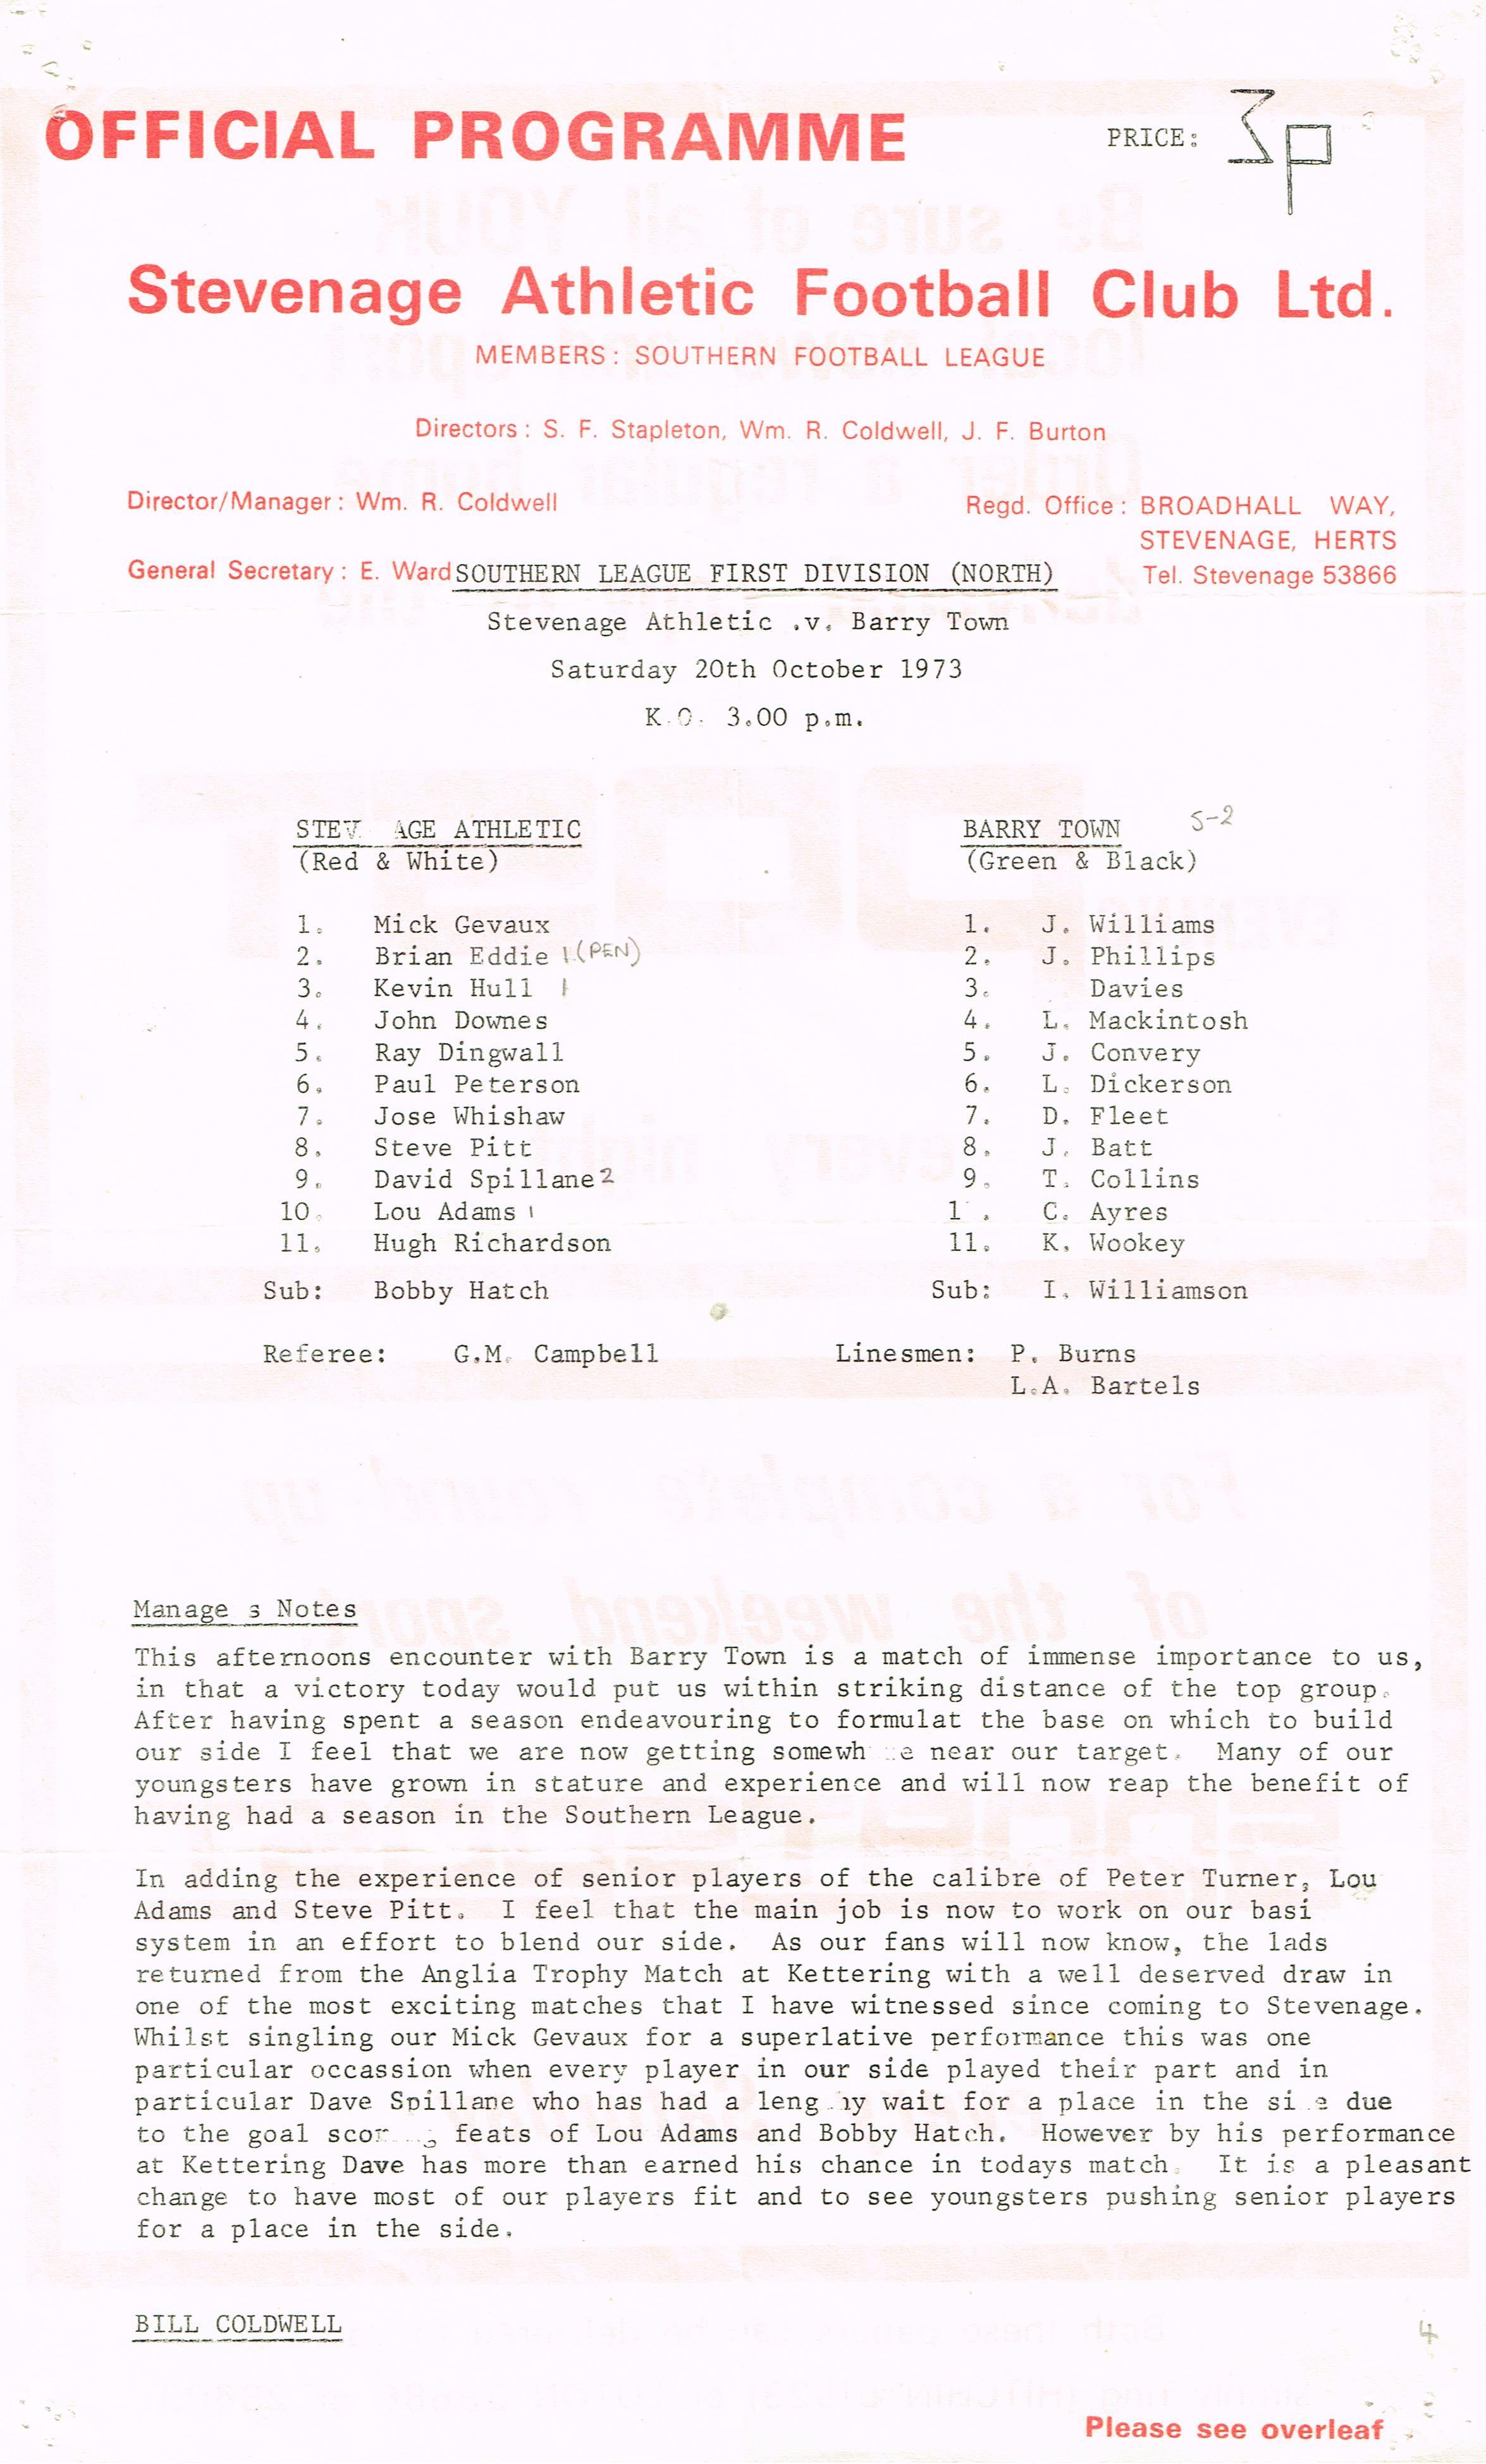 OFFICIAL PROGRAMME
PRICE: 3p
Stevenage Athletic Football Club Ltd.
MEMBERS: SOUTHERN FOOTBALL LEAGUE
Directors: S. F. Stapleton, Wm. R. Coldwell, J. F. Burton
Director/Manager: Wm. R. Coldwell
Regd. Office: BROADHALL WAY,
STEVENAGE, HERTS
General Secretary: E. Ward
SOUTHERN LEAGUE FIRST DIVISION (NORTH)
Tel. Stevenage 53866
Stevenage Athletic .v. Barry Town
Saturday 20th October 1973
K.O. 3.00 p.m.
STEV AGE ATHLETIC
(Red & White)
1. Mick Gevaux
2. Brian Eddie 1 (PEN)
3. Kevin Hull 1
4. John Downes
5. Ray Dingwall
6. Paul Peterson
7. Jose Whishaw
8. Steve Pitt
9. David Spillane 2
10. Lou Adams 1
11. Hugh Richardson
Sub: Bobby Hatch
BARRY TOWN 5-2
(Green & Black)
1. J. Williams
2. J. Phillips
3. Davies
4. L. Mackintosh
5. J. Convery
6. L. Dickerson
7. D. Fleet
8. J. Batt
9. T. Collins
1 . C. Ayres
11. K. Wookey
Sub: I. Williamson
Referee: G.M. Campbell
Linesmen: P. Burns
L.A. Bartels
Manage s Notes
This afternoons encounter with Barry Town is a match of immense importance to us,
in that a victory today would put us within striking distance of the top group.
After having spent a season endeavouring to formulat the base on which to build
our side I feel that we are now getting somewh e near our target. Many of our
youngsters have grown in stature and experience and will now reap the benefit of
having had a season in the Southern League.
In adding the experience of senior players of the calibre of Peter Turner, Lou
Adams and Steve Pitt. I feel that the main job is now to work on our basi
system in an effort to blend our side. As our fans will now know, the lads
returned from the Anglia Trophy Match at Kettering with a well deserved draw in
one of the most exciting matches that I have witnessed since coming to Stevenage.
Whilst singling our Mick Gevaux for a superlative performance this was one
particular occassion when every player in our side played their part and in
particular Dave Spillane who has had a leng hy wait for a place in the si e due
to the goal scor g feats of Lou Adams and Bobby Hatch. However by his performance
at Kettering Dave has more than earned his chance in todays match. It is a pleasant
change to have most of our players fit and to see youngsters pushing senior players
for a place in the side.
BILL COLDWELL
4
Please see overleaf